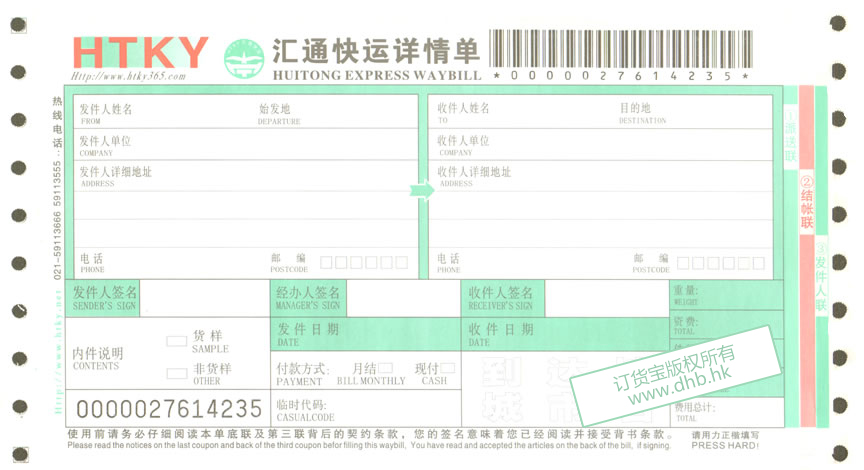 HTKY
Http://www.htky365.com
汇通快运详情单
HUITONG EXPRESS WAYBILL
*0000027614235*
热线电话:
021-59113666 59113555
Http://www.htky.net
发件人姓名 始发地
FROM DEPARTURE
发件人单位
COMPANY
发件人详细地址
ADDRESS
电话 邮 编
PHONE POSTCODE
收件人姓名 目的地
TO DESTINATION
收件人单位
COMPANY
收件人详细地址
ADDRESS
电话 邮 编
PHONE POSTCODE
①派送联
②结帐联
③发件人联
发件人签名
SENDER'S SIGN
经办人签名
MANAGER'S SIGN
收件人签名
RECEIVER'S SIGN
重量:
WEIGHT
发件日期
DATE
收件日期
DATE
资费:
TOTAL
内件说明
CONTENTS
货 样
SAMPLE
非货样
OTHER
付款方式: 月结 现付
PAYMENT BILL MONTHLY CASH
到达
城市
订货宝版权所有
www.dhb.hk
0000027614235
临时代码:
CASUALCODE
费用总计:
TOTAL
使用前请务必仔细阅读本单底联及第三联背后的契约条款，您的签名意味着您已经阅读并接受背书条款。
请用力正楷填写
Please read the notices on the last coupon and back of the third coupon befor filling this waybill, You have read and accepted the articles on the back of the bill, if signing.
PRESS HARD!